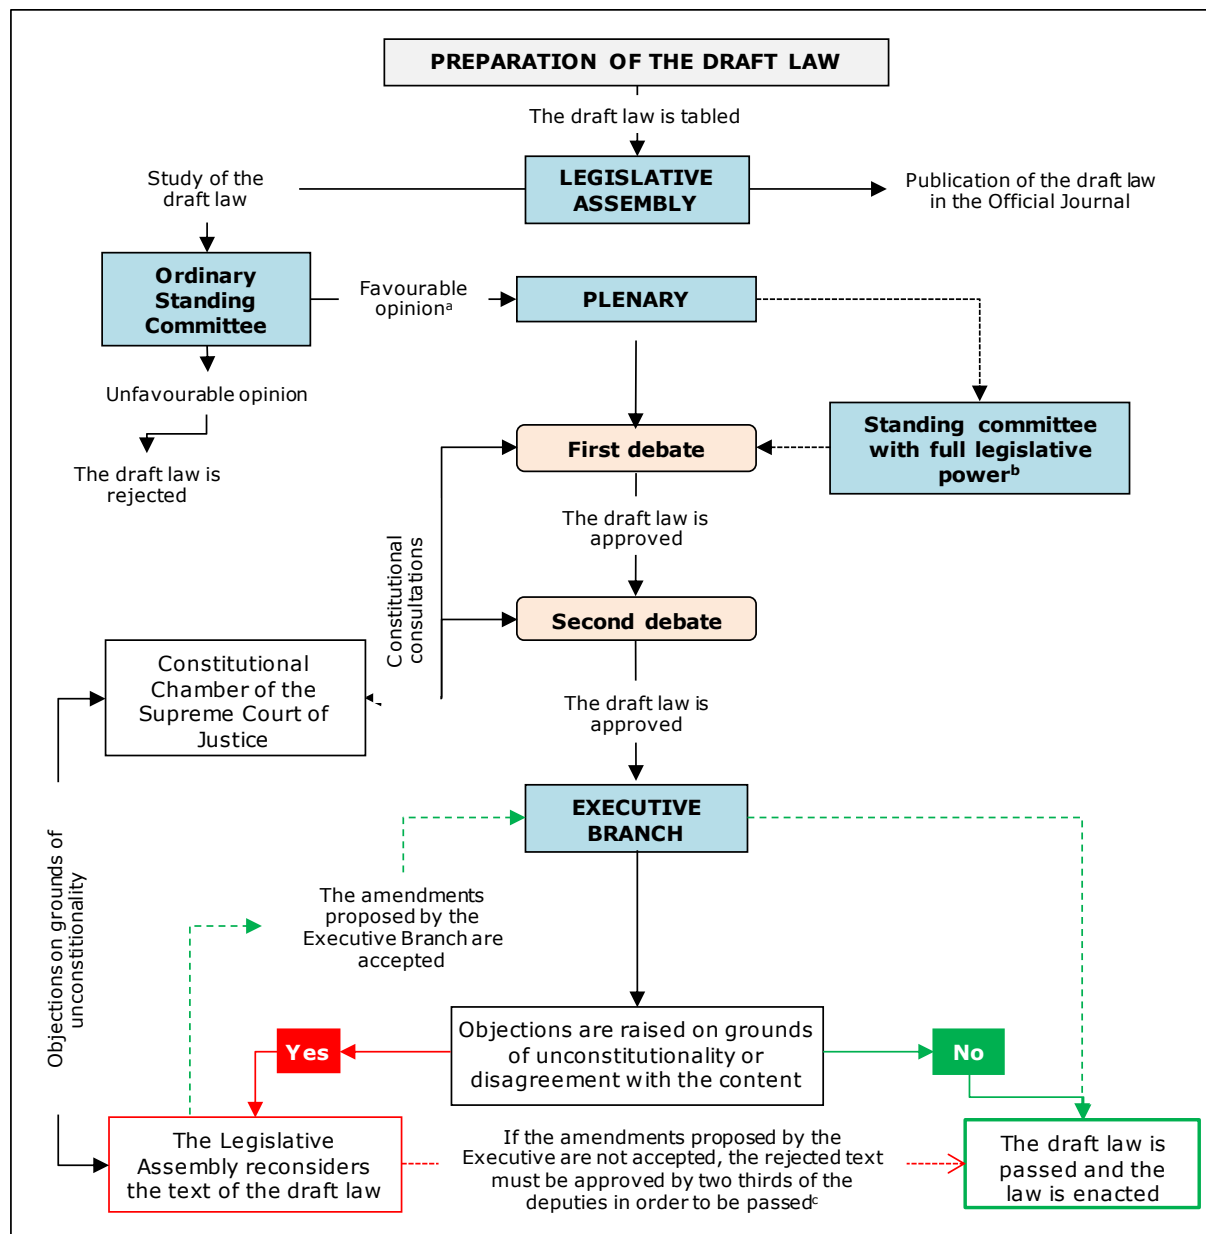 PREPARATION OF THE DRAFT LAW
The draft law is tabled
LEGISLATIVE
ASSEMBLY
Study of the
draft law
Publication of the draft law
in the Official Journal
Ordinary
Standing
Committee
Favourable
opinionᵃ
PLENARY
Unfavourable opinion
The draft law is
rejected
First debate
Standing committee
with full legislative
powerᵇ
The draft law is
approved
Constitutional
consultations
Second debate
Constitutional
Chamber of the
Supreme Court of
Justice
The draft law is
approved
EXECUTIVE
BRANCH
Objections on grounds of
unconstitutionality
The amendments
proposed by the
Executive Branch are
accepted
Objections are raised on grounds
of unconstitutionality or
disagreement with the content
Yes
No
The Legislative
Assembly reconsiders
the text of the draft law
If the amendments proposed by the
Executive are not accepted, the rejected text
must be approved by two thirds of the
deputies in order to be passedᶜ
The draft law is
passed and the
law is enacted